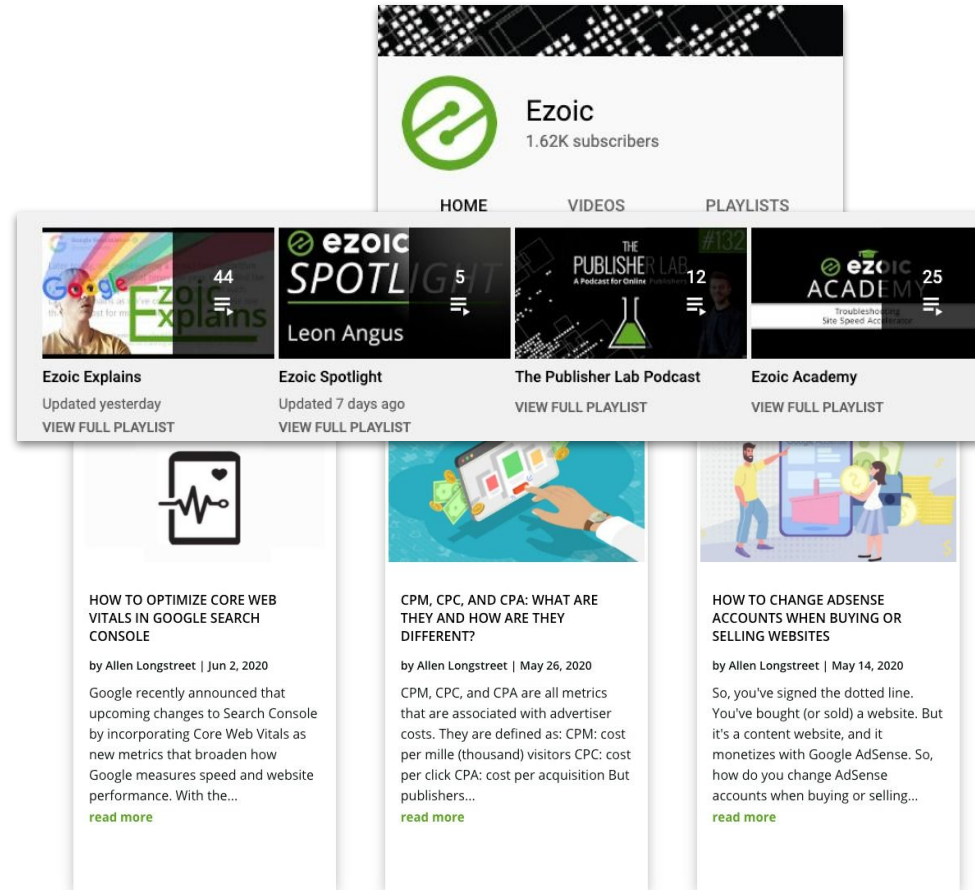 Ezoic
1.62K subscribers
HOME VIDEOS PLAYLISTS
Google
Ezoic
Explains
44
ezoic
SPOTLIGHT
Leon Angus
5
THE
PUBLISHER LAB
A Podcast for Online Publishers
#132
12
ezoic
ACADEMY
Troubleshooting
Site Speed Accelerator
25
Ezoic Explains
Updated yesterday
VIEW FULL PLAYLIST
Ezoic Spotlight
Updated 7 days ago
VIEW FULL PLAYLIST
The Publisher Lab Podcast
VIEW FULL PLAYLIST
Ezoic Academy
VIEW FULL PLAYLIST
HOW TO OPTIMIZE CORE WEB
VITALS IN GOOGLE SEARCH
CONSOLE
by Allen Longstreet | Jun 2, 2020
Google recently announced that
upcoming changes to Search Console
by incorporating Core Web Vitals as
new metrics that broaden how
Google measures speed and website
performance. With the...
read more
CPM, CPC, AND CPA: WHAT ARE
THEY AND HOW ARE THEY
DIFFERENT?
by Allen Longstreet | May 26, 2020
CPM, CPC, and CPA are all metrics
that are associated with advertiser
costs. They are defined as: CPM: cost
per mille (thousand) visitors CPC: cost
per click CPA: cost per acquisition But
publishers...
read more
HOW TO CHANGE ADSENSE
ACCOUNTS WHEN BUYING OR
SELLING WEBSITES
by Allen Longstreet | May 14, 2020
So, you've signed the dotted line.
You've bought (or sold) a website. But
it's a content website, and it
monetizes with Google AdSense. So,
how do you change AdSense
accounts when buying or selling...
read more